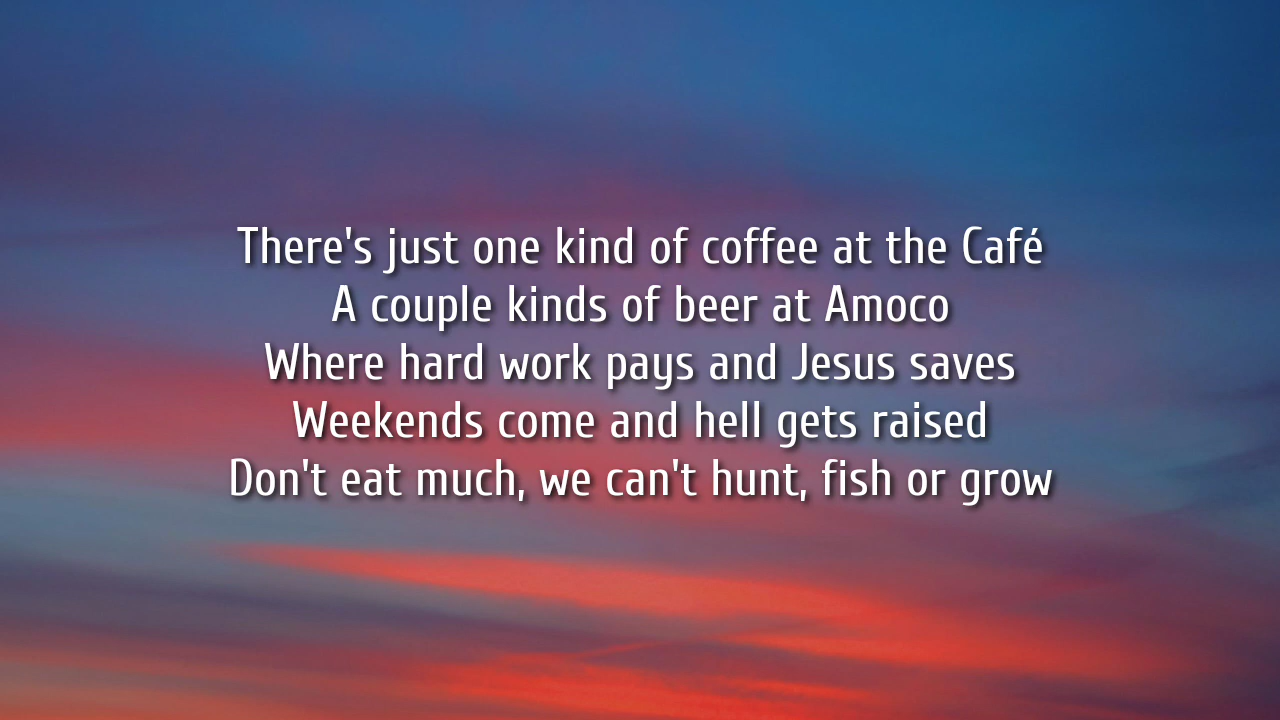 There's just one kind of coffee at the Café
A couple kinds of beer at Amoco
Where hard work pays and Jesus saves
Weekends come and hell gets raised
Don't eat much, we can't hunt, fish or grow